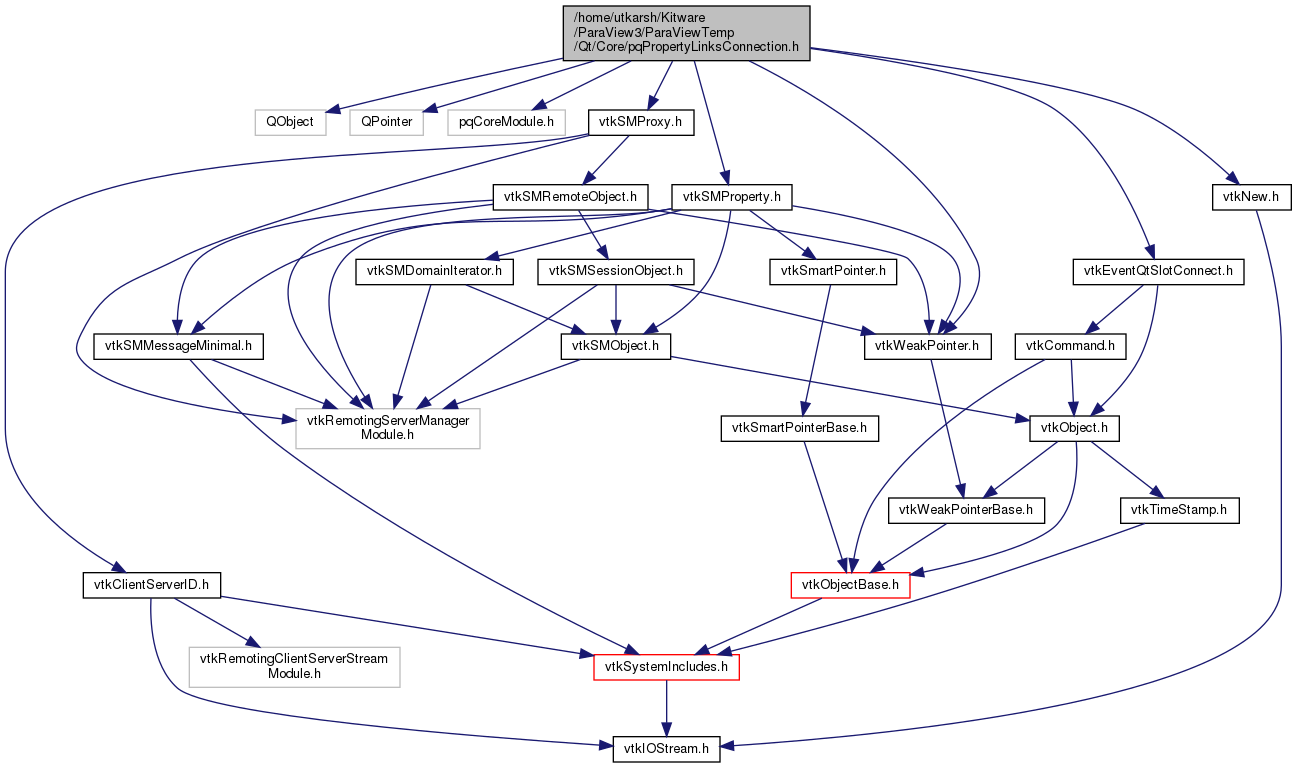 /home/utkarsh/Kitware
/ParaView3/ParaViewTemp
/Qt/Core/pqPropertyLinksConnection.h
QObject
QPointer
pqCoreModule.h
vtkSMProxy.h
vtkSMRemoteObject.h
vtkSMProperty.h
vtkNew.h
vtkSMDomainIterator.h
vtkSMSessionObject.h
vtkSmartPointer.h
vtkEventQtSlotConnect.h
vtkSMMessageMinimal.h
vtkSMObject.h
vtkWeakPointer.h
vtkCommand.h
vtkRemotingServerManager
Module.h
vtkSmartPointerBase.h
vtkObject.h
vtkWeakPointerBase.h
vtkTimeStamp.h
vtkClientServerID.h
vtkObjectBase.h
vtkRemotingClientServerStream
Module.h
vtkSystemIncludes.h
vtkIOStream.h